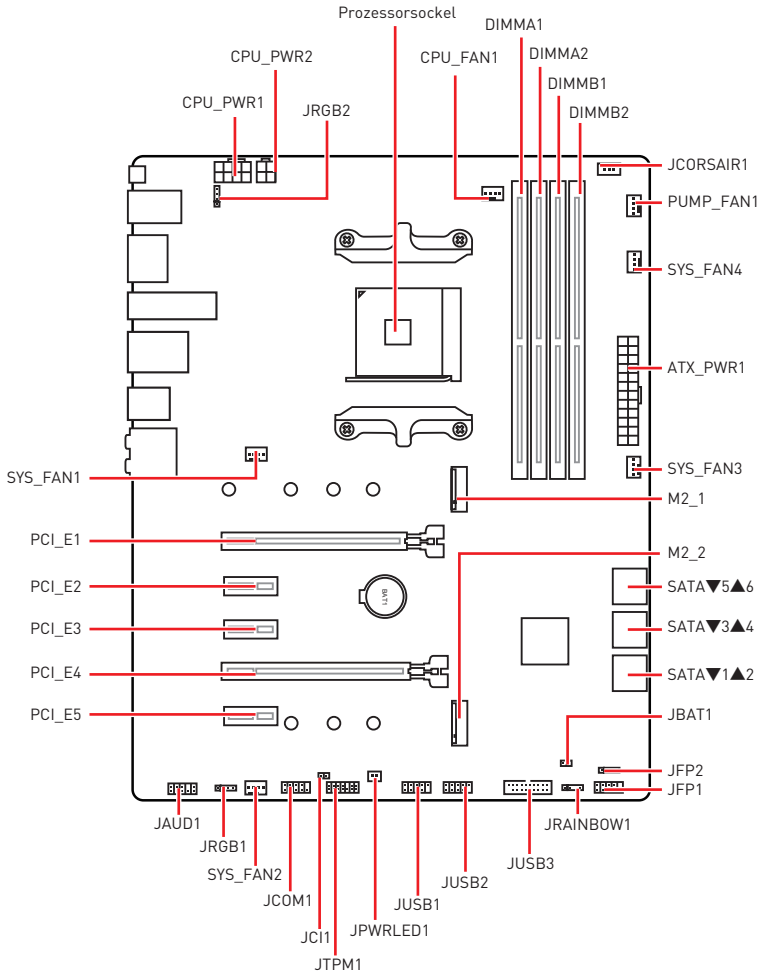 Prozessorsockel
DIMMA1
CPU_FAN1
DIMMA2
CPU_PWR2
DIMMB1
CPU_PWR1
JRGB2
DIMMB2
JCORSAIR1
PUMP_FAN1
SYS_FAN4
ATX_PWR1
SYS_FAN3
SYS_FAN1
M2_1
PCI_E1
M2_2
PCI_E2
BAT1
SATA▼5▲6
PCI_E3
SATA▼3▲4
PCI_E4
SATA▼1▲2
PCI_E5
JBAT1
JFP2
JFP1
JAUD1
JRAINBOW1
JRGB1
JUSB3
SYS_FAN2
JUSB2
JCOM1
JUSB1
JPWRLED1
JCI1
JTPM1